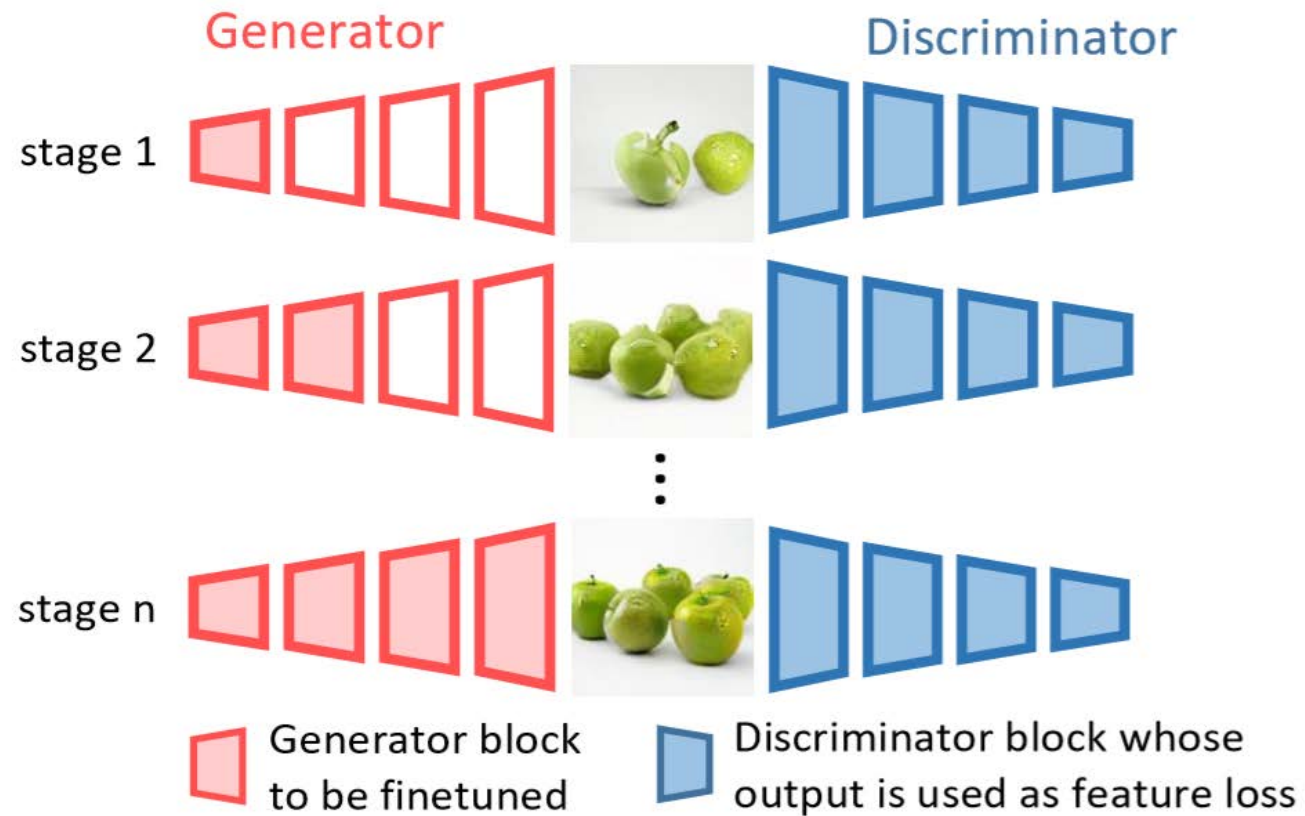 Generator
Discriminator
stage 1
stage 2
stage n
Generator block
to be finetuned
Discriminator block whose
output is used as feature loss